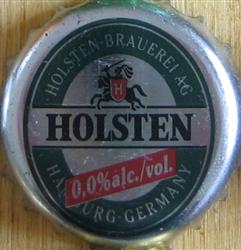 HOLSTEN-BRAUEREI AG
H
HOLSTEN
0,0%alc./vol.
HAMBURG-GERMANY